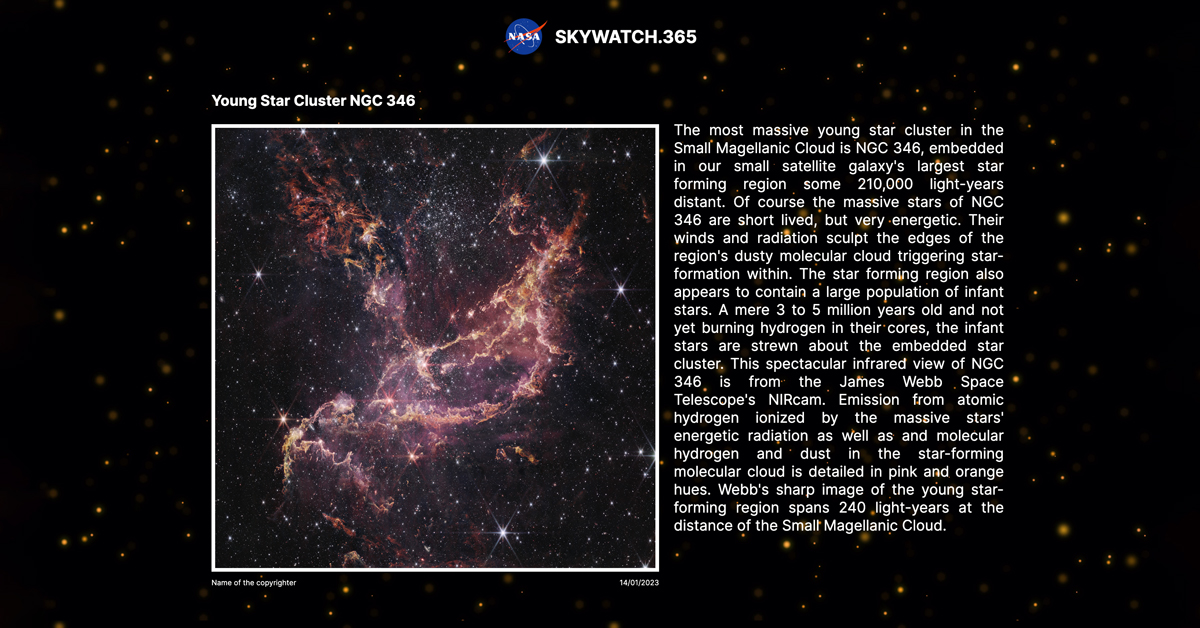 NASA
SKYWATCH.365
Young Star Cluster NGC 346
The most massive young star cluster in the
Small Magellanic Cloud is NGC 346, embedded
in our small satellite galaxy's largest star
forming region some 210,000 light-years
distant. Of course the massive stars of NGC
346 are short lived, but very energetic. Their
winds and radiation sculpt the edges of the
region's dusty molecular cloud triggering star-
formation within. The star forming region also
appears to contain a large population of infant
stars. A mere 3 to 5 million years old and not
yet burning hydrogen in their cores, the infant
stars are strewn about the embedded star
cluster. This spectacular infrared view of NGC
346 is from the James Webb Space
Telescope's NIRcam. Emission from atomic
hydrogen ionized by the massive stars'
energetic radiation as well as and molecular
hydrogen and dust in the star-forming
molecular cloud is detailed in pink and orange
hues. Webb's sharp image of the young star-
forming region spans 240 light-years at the
distance of the Small Magellanic Cloud.
Name of the copyrighter
14/01/2023